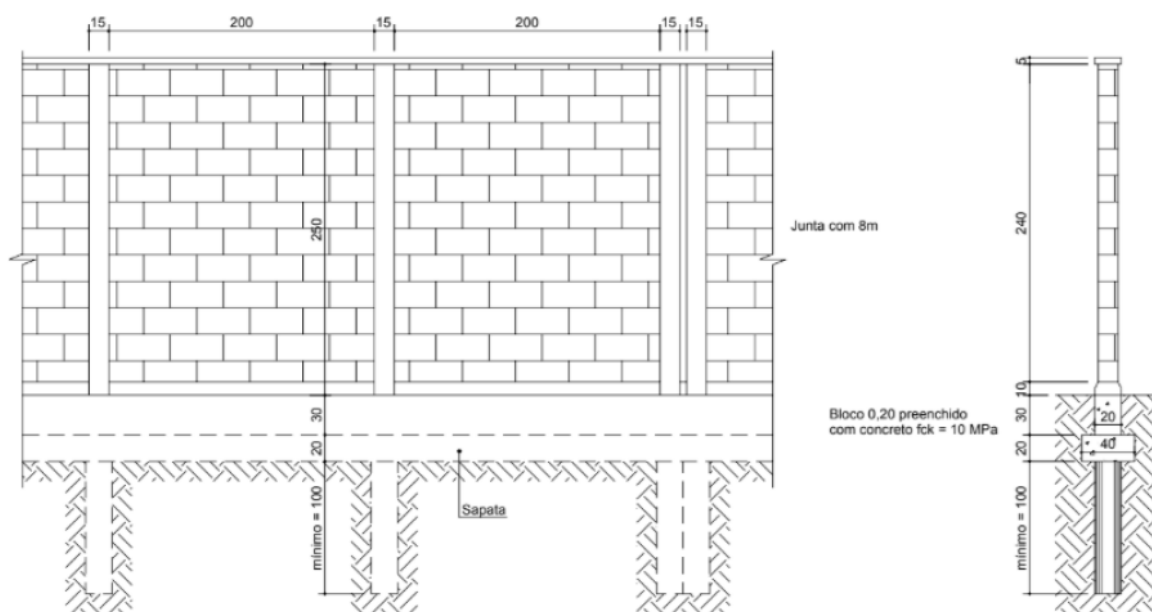 15
200
15
200
15
15
250
30
20
mínimo = 100
Sapata
Junta com 8m
5
240
10
30
20
mínimo = 100
Bloco 0,20 preenchido
com concreto fck = 10 MPa
20
40